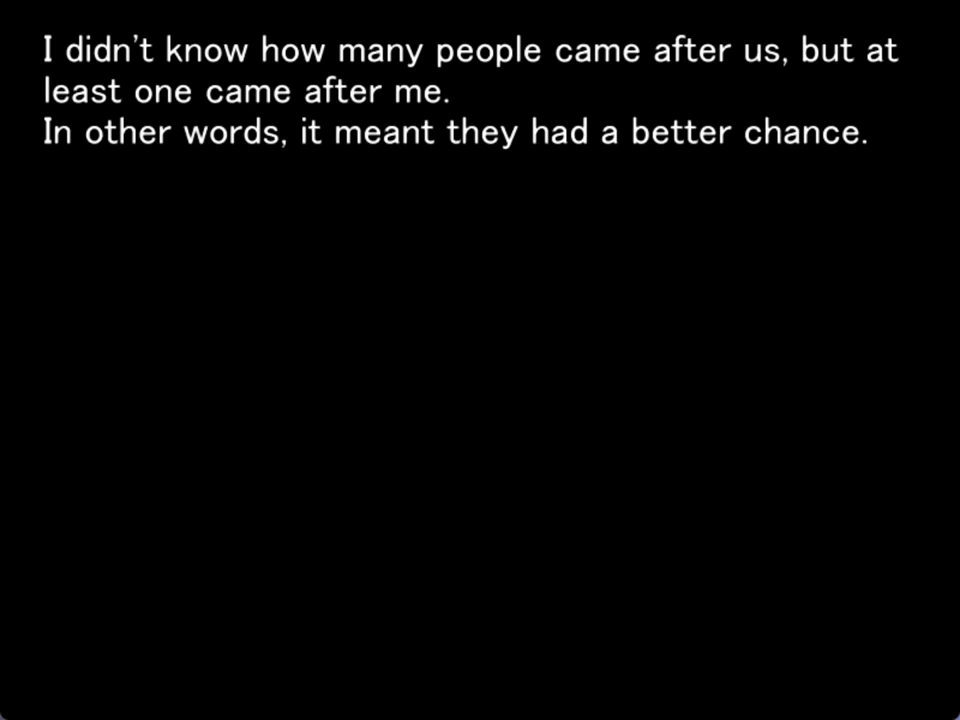 I didn't know how many people came after us, but at
least one came after me.
In other words, it meant they had a better chance.